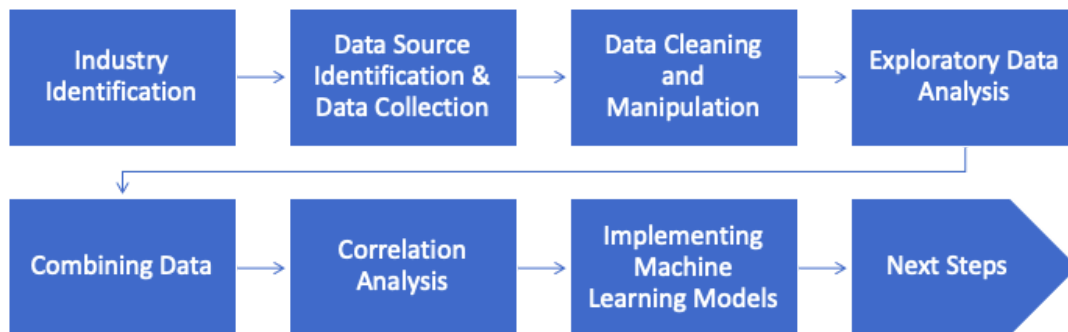 Industry
Identification
Data Source
Identification &
Data Collection
Data Cleaning
and
Manipulation
Exploratory Data
Analysis
Combining Data
Correlation
Analysis
Implementing
Machine
Learning Models
Next Steps